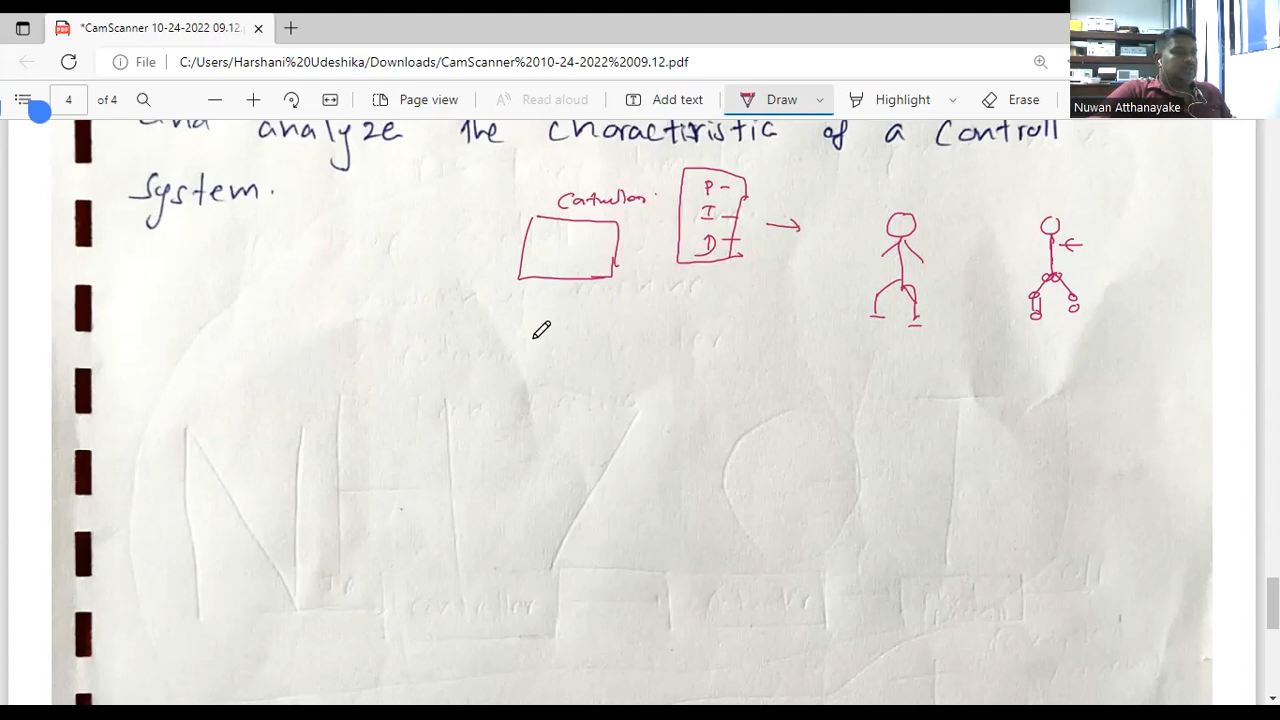 *CamScanner 10-24-2022 09.12.
File C:/Users/Harshani%20Udeshika/Downloads/CamScanner%2010-24-2022%2009.12.pdf
4 of 4 Page view Read aloud Add text Draw Highlight Erase
Nuwan Atthanayake
and analyze the charactiristic of a controll
system.
P
I
D